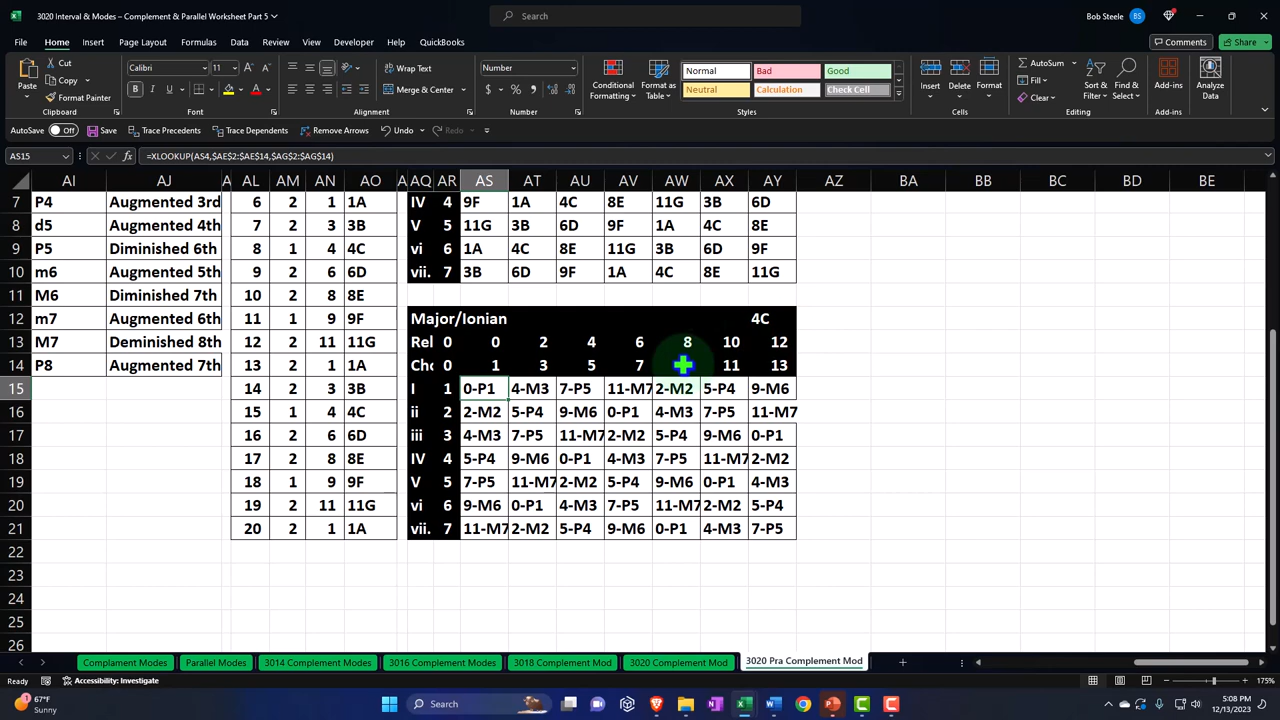 3020 Interval & Modes – Complement & Parallel Worksheet Part 5
Search
Bob Steele BS
File Home Insert Page Layout Formulas Data Review View Developer Help QuickBooks
Comments Share
Paste
Cut
Copy
Format Painter
Clipboard
Calibri 11
B I U
Font
Wrap Text
Merge & Center
Alignment
Number
$ % ,
Number
Conditional Formatting
Format as Table
Normal Bad Good
Neutral Calculation Check Cell
Styles
Insert Delete Format
Cells
AutoSum
Fill
Clear
Sort & Filter
Find & Select
Editing
Add-ins
Add-ins
Analyze Data
AutoSave Off Save Trace Precedents Trace Dependents Remove Arrows Undo
AS15 fx =XLOOKUP(AS4,$AE$2:$AE$14,$AG$2:$AG$14)
AI AJ A AL AM AN AO A AQ AR AS AT AU AV AW AX AY AZ BA BB BC BD BE
7 P4 Augmented 3rd 6 2 1 1A IV 4 9F 1A 4C 8E 11G 3B 6D
8 d5 Augmented 4th 7 2 3 3B V 5 11G 3B 6D 9F 1A 4C 8E
9 P5 Diminished 6th 8 1 4 4C vi 6 1A 4C 8E 11G 3B 6D 9F
10 m6 Augmented 5th 9 2 6 6D vii. 7 3B 6D 9F 1A 4C 8E 11G
11 M6 Diminished 7th 10 2 8 8E
12 m7 Augmented 6th 11 1 9 9F Major/Ionian 4C
13 M7 Deminished 8th 12 2 11 11G Rel 0 0 2 4 6 8 10 12
14 P8 Augmented 7th 13 2 1 1A Cho 0 1 3 5 7 11 13
15 14 2 3 3B I 1 0-P1 4-M3 7-P5 11-M7 2-M2 5-P4 9-M6
16 15 1 4 4C ii 2 2-M2 5-P4 9-M6 0-P1 4-M3 7-P5 11-M7
17 16 2 6 6D iii 3 4-M3 7-P5 11-M7 2-M2 5-P4 9-M6 0-P1
18 17 2 8 8E IV 4 5-P4 9-M6 0-P1 4-M3 7-P5 11-M7 2-M2
19 18 1 9 9F V 5 7-P5 11-M7 2-M2 5-P4 9-M6 0-P1 4-M3
20 19 2 11 11G vi 6 9-M6 0-P1 4-M3 7-P5 11-M7 2-M2 5-P4
21 20 2 1 1A vii. 7 11-M7 2-M2 5-P4 9-M6 0-P1 4-M3 7-P5
22
23
24
25
26
Complament Modes Parallel Modes 3014 Complement Modes 3016 Complement Modes 3018 Complement Mod 3020 Complement Mod 3020 Pra Complement Mod
Ready Accessibility: Investigate 175%
67°F
Sunny
Search
5:08 PM
12/13/2023